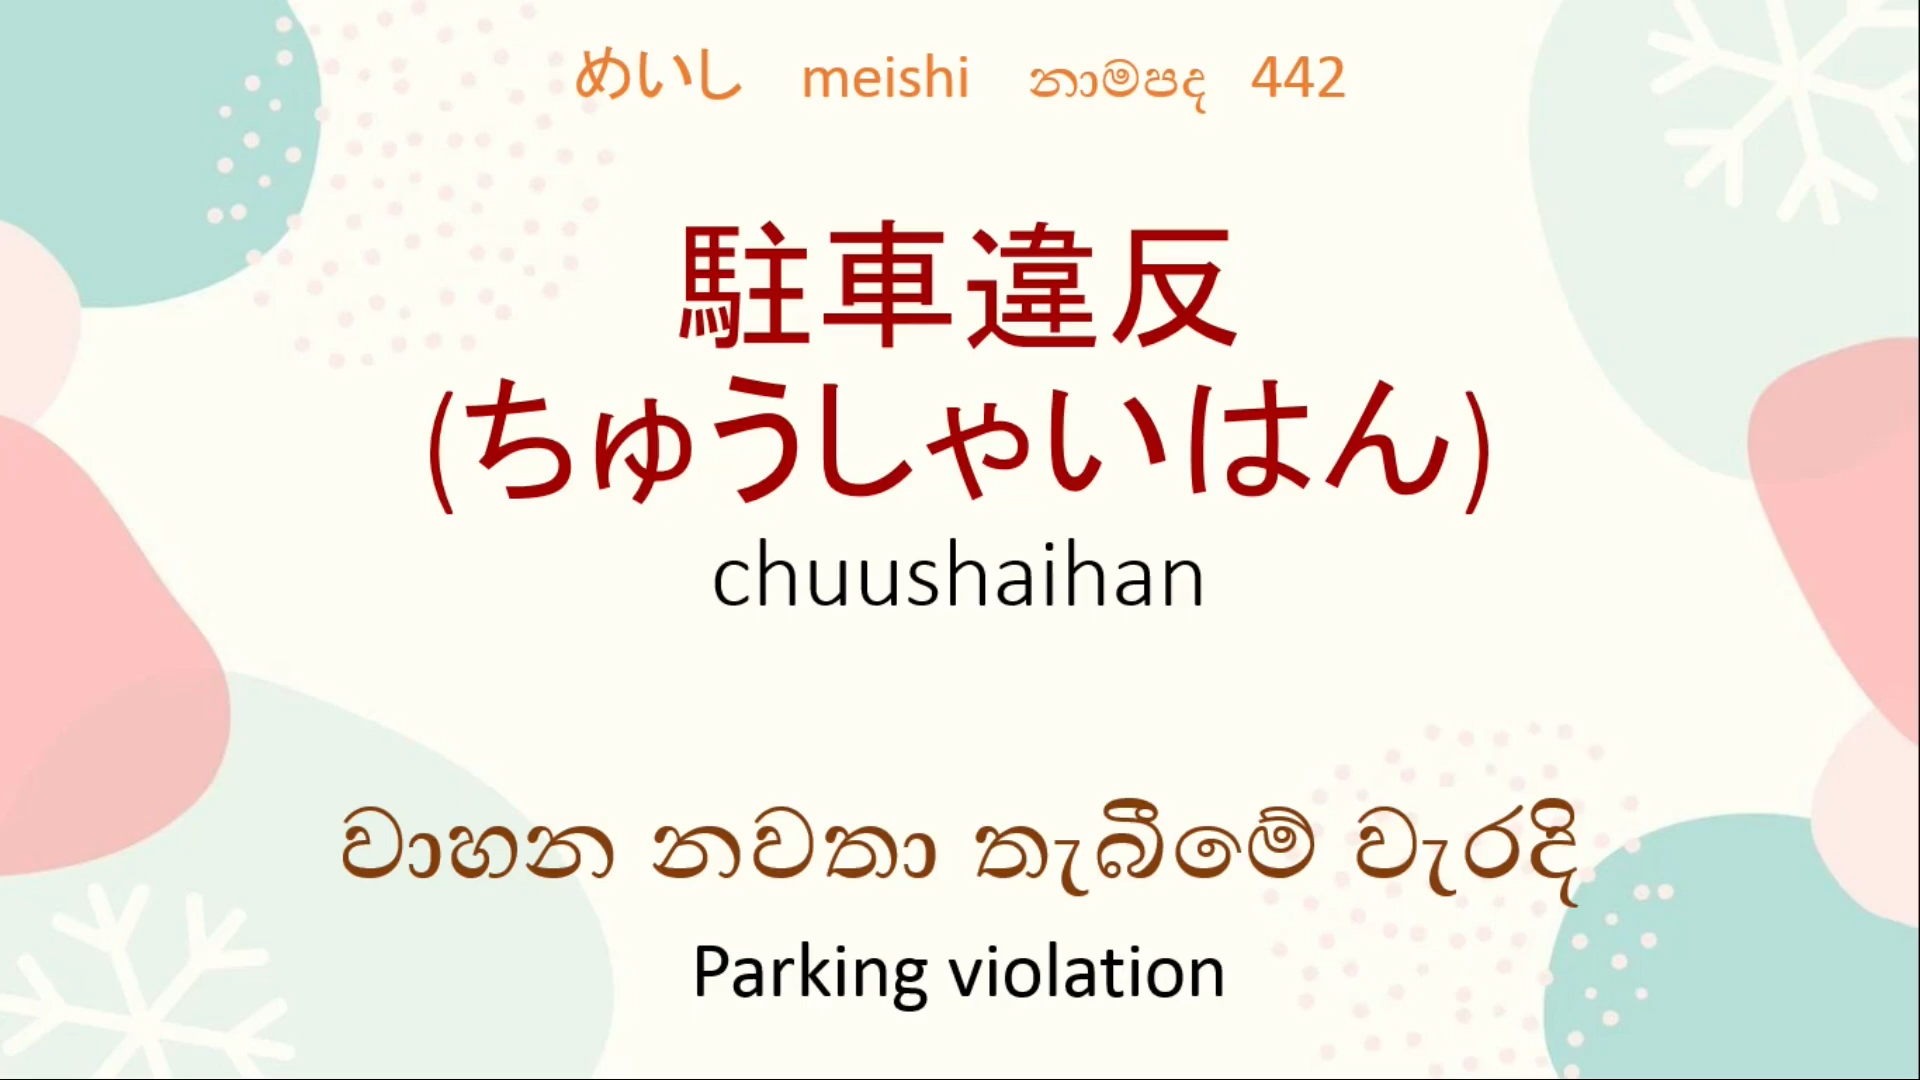 めいし meishi නාමපද 442
駐車違反
(ちゅうしゃいはん)
chuushaihan
වාහන නවතා තැබීමේ වැරදි
Parking violation